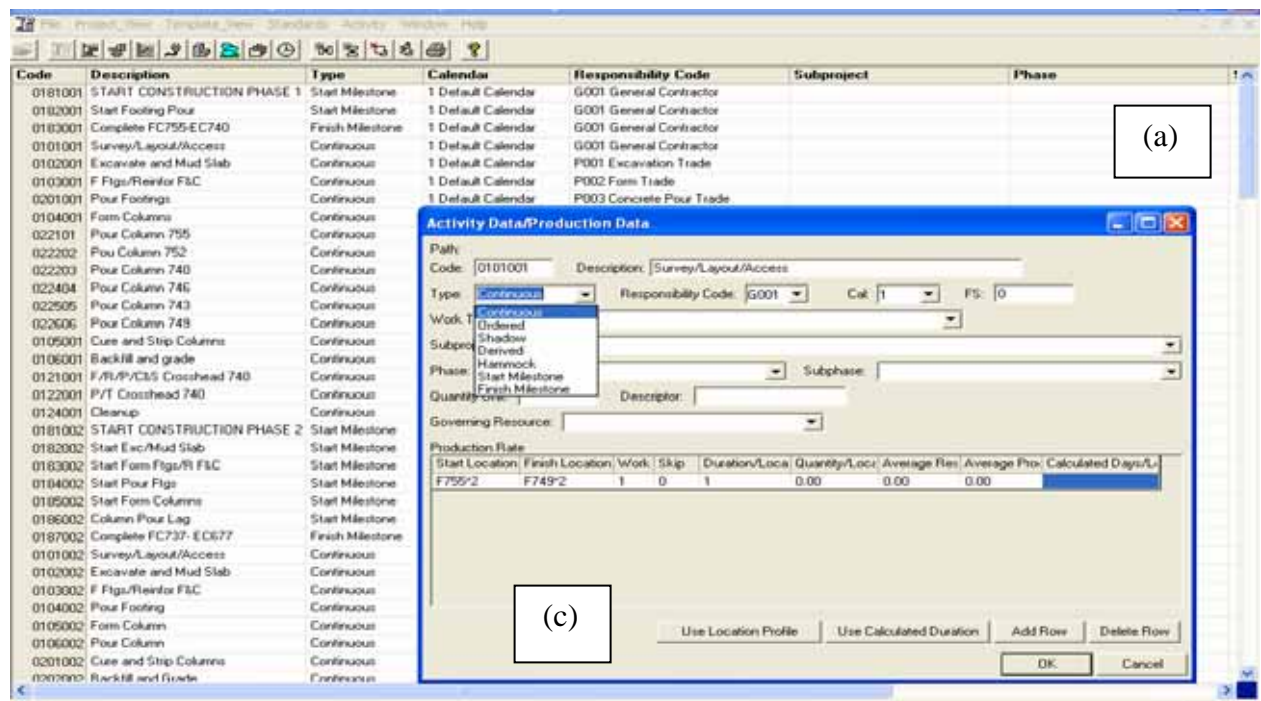 File Project_View Template_View Standards Activity Window Help
Code Description Type Calendar Responsibility Code Subproject Phase
0181001 START CONSTRUCTION PHASE 1 Start Milestone 1 Default Calendar G001 General Contractor
0182001 Start Footing Pour Start Milestone 1 Default Calendar G001 General Contractor
0183001 Complete FC755-EC740 Finish Milestone 1 Default Calendar G001 General Contractor
(a)
0101001 Survey/Layout/Access Continuous 1 Default Calendar G001 General Contractor
0102001 Excavate and Mud Slab Continuous 1 Default Calendar P001 Excavation Trade
0103001 F Ftgs/Reinfor F&C Continuous 1 Default Calendar P002 Form Trade
0201001 Pour Footings Continuous 1 Default Calendar P003 Concrete Pour Trade
0104001 Form Columns Continuous
022101 Pour Column 755 Continuous
022202 Pou Column 752 Continuous
022203 Pour Column 740 Continuous
022404 Pour Column 746 Continuous
022505 Pour Column 743 Continuous
022606 Pour Column 749 Continuous
0105001 Cure and Strip Columns Continuous
0106001 Backfill and grade Continuous
0121001 F/R/P/C&S Crosshead 740 Continuous
0122001 P/T Crosshead 740 Continuous
0124001 Cleanup Continuous
0181002 START CONSTRUCTION PHASE 2 Start Milestone
0182002 Start Exc/Mud Slab Start Milestone
0183002 Start Form Ftgs/R F&C Start Milestone
0184002 Start Pour Ftgs Start Milestone
0185002 Start Form Columns Start Milestone
0186002 Column Pour Lag Start Milestone
0187002 Complete FC737- EC677 Finish Milestone
0101002 Survey/Layout/Access Continuous
0102002 Excavate and Mud Slab Continuous
0103002 F Ftgs/Reinfor F&C Continuous
0104002 Pour Footing Continuous
0105002 Form Column Continuous
0106002 Pour Column Continuous
0201002 Cure and Strip Columns Continuous
0202002 Backfill and Grade Continuous
Activity Data/Production Data
Path:
Code: 0101001 Description: Survey/Layout/Access
Type: Continuous Responsibility Code: G001 Cal: 1 FS: 0
Continuous
Work T
Ordered
Shadow
Subpro
Derived
Hammock
Phase: Start Milestone Subphase:
Finish Milestone
Quantity Descriptor:
Governing Resource:
Production Rate
Start Location Finish Location Work Skip Duration/Loca Quantity/Loca Average Res Average Pro Calculated Days/L
F755*2 F749*2 1 0 1 0.00 0.00 0.00
(c)
Use Location Profile Use Calculated Duration Add Row Delete Row
OK Cancel